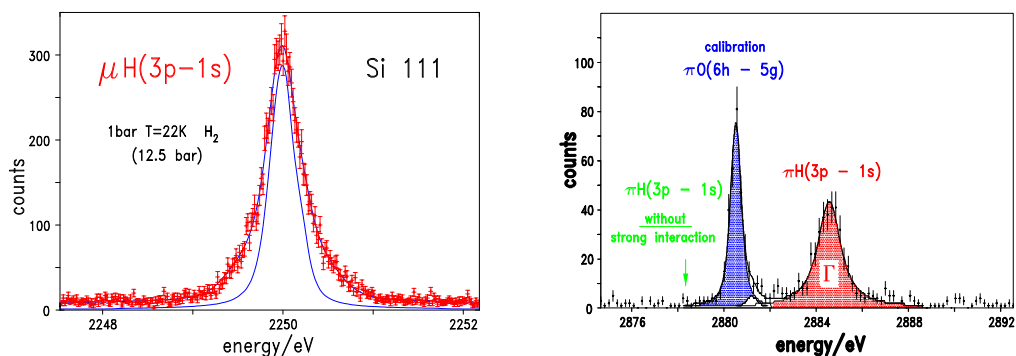 μH(3p−1s)
Si 111
1bar T=22K H₂
(12.5 bar)
counts
300
200
100
0
2248
2250
2252
energy/eV
calibration
πO(6h − 5g)
πH(3p − 1s)
without
strong interaction
πH(3p − 1s)
Γ
counts
100
80
60
40
20
0
2876
2880
2884
2888
2892
energy/eV